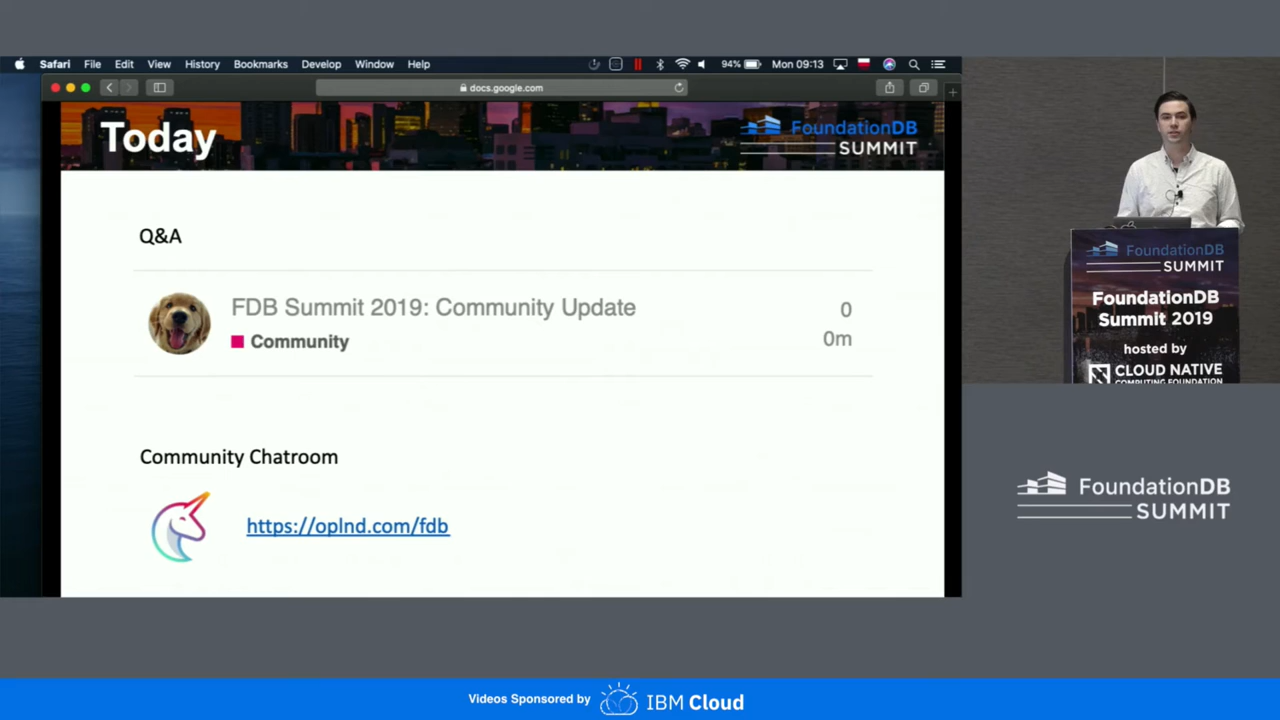 Safari File Edit View History Bookmarks Develop Window Help
94% Mon 09:13
docs.google.com
Today
FoundationDB
SUMMIT
Q&A
FDB Summit 2019: Community Update
0
Community
0m
Community Chatroom
https://oplnd.com/fdb
FoundationDB
SUMMIT
FoundationDB
Summit 2019
hosted by
CLOUD NATIVE
COMPUTING FOUNDATION
FoundationDB
SUMMIT
Videos Sponsored by IBM Cloud